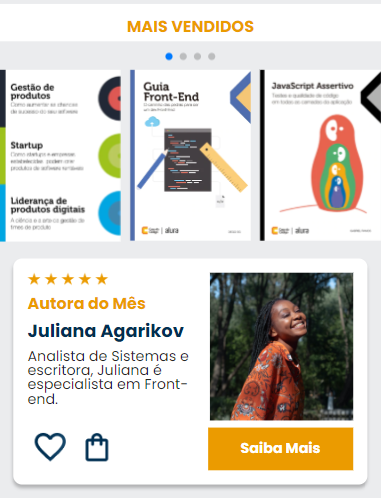 MAIS VENDIDOS
Gestão de
produtos
Como aumentar as chances
de sucesso do seu software
Startup
Como startups e empresas
estabelecidas podem criar
produtos de software rentáveis
Liderança de
produtos digitais
A ciência e a arte da gestão de
times de produto
Guia
Front-End
O caminho das pedras para ser
um dev Front-End
alura
JavaScript Assertivo
Testes e qualidade de código
em todas as camadas da aplicação
alura
★ ★ ★ ★ ★
Autora do Mês
Juliana Agarikov
Analista de Sistemas e
escritora, Juliana é
especialista em Front-
end.
Saiba Mais